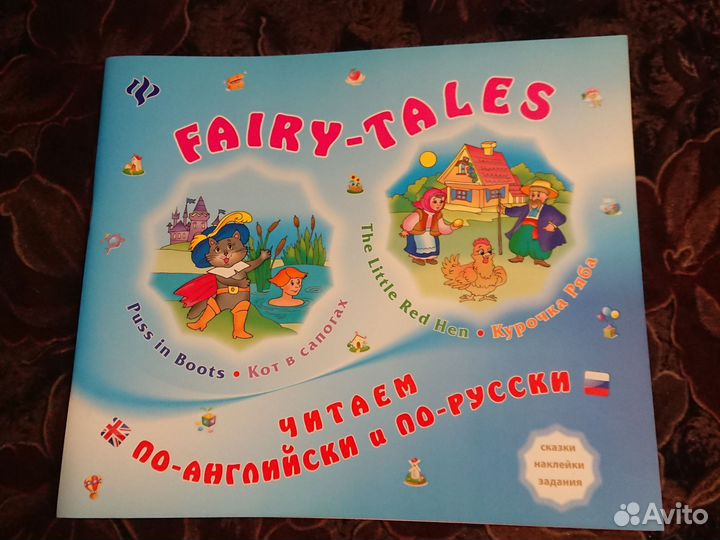 FAIRY-TALES
Puss in Boots • Кот в сапогах
The Little Red Hen • Курочка Ряба
ЧИТАЕМ
ПО-АНГЛИЙСКИ и ПО-РУССКИ
сказки
наклейки
задания
Avito